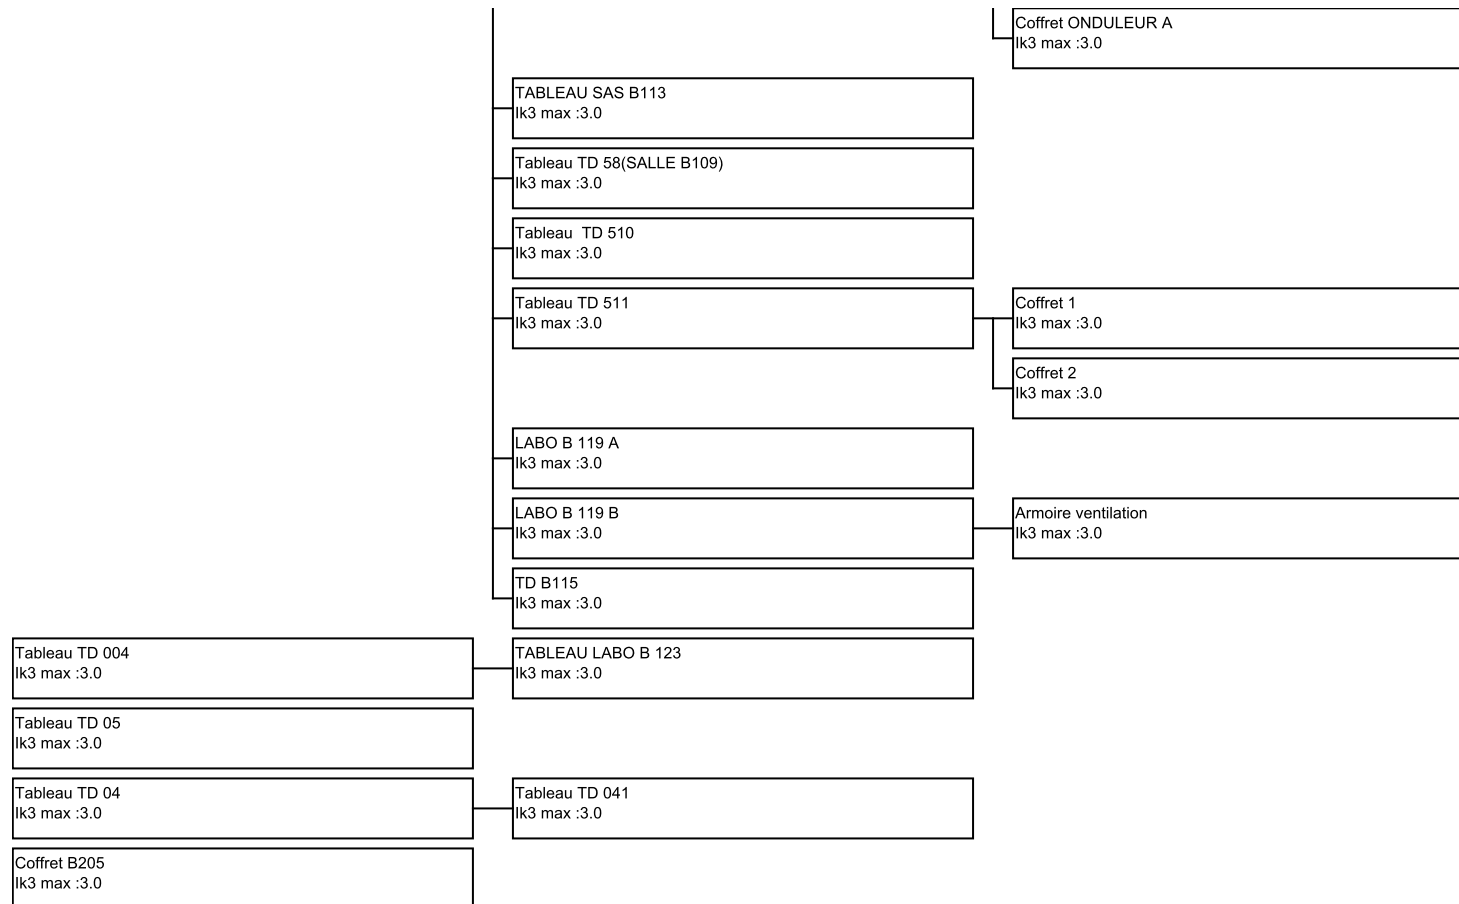 Coffret ONDULEUR A
Ik3 max :3.0
TABLEAU SAS B113
Ik3 max :3.0
Tableau TD 58(SALLE B109)
Ik3 max :3.0
Tableau  TD 510
Ik3 max :3.0
Tableau TD 511
Ik3 max :3.0
Coffret 1
Ik3 max :3.0
Coffret 2
Ik3 max :3.0
LABO B 119 A
Ik3 max :3.0
LABO B 119 B
Ik3 max :3.0
Armoire ventilation
Ik3 max :3.0
TD B115
Ik3 max :3.0
Tableau TD 004
Ik3 max :3.0
TABLEAU LABO B 123
Ik3 max :3.0
Tableau TD 05
Ik3 max :3.0
Tableau TD 04
Ik3 max :3.0
Tableau TD 041
Ik3 max :3.0
Coffret B205
Ik3 max :3.0